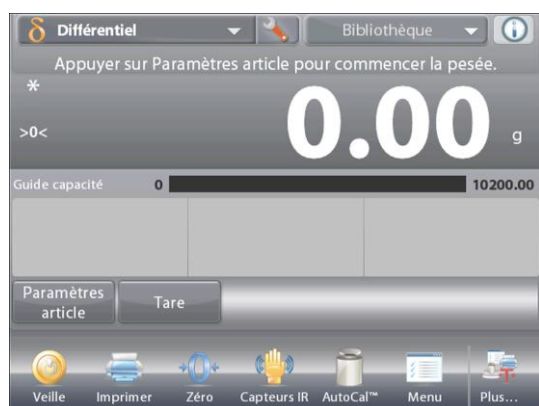 δ Différentiel Bibliothèque
Appuyer sur Paramètres article pour commencer la pesée.
*
0.00 g
>0<
Guide capacité 0 10200.00
Paramètres article Tare
→0← 
Veille Imprimer Zéro Capteurs IR AutoCal™ Menu Plus...